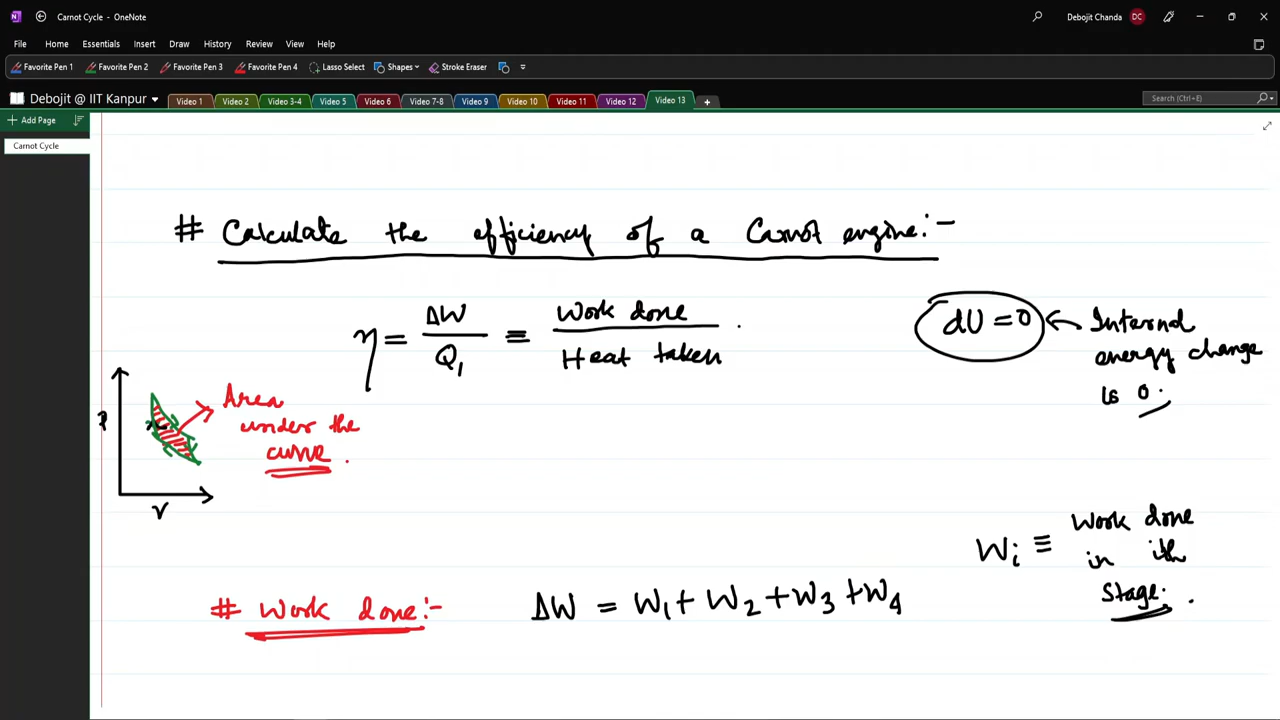 Carnot Cycle - OneNote
Debojit Chanda DC
File Home Essentials Insert Draw History Review View Help
Favorite Pen 1 Favorite Pen 2 Favorite Pen 3 Favorite Pen 4 Lasso Select Shapes Stroke Eraser
Debojit @ IIT Kanpur Video 1 Video 2 Video 3-4 Video 5 Video 6 Video 7-8 Video 9 Video 10 Video 11 Video 12 Video 13 + Search (Ctrl+E)
+ Add Page
Carnot Cycle
# Calculate the efficiency of a Carnot engine:-
η = ΔW / Q₁ ≡ Work done / Heat taken
dU = 0 ← Internal
energy change
is 0.
P
V
Area
under the
curve.
Wi ≡ Work done
in ith
stage.
# Work done:- ΔW = W₁ + W₂ + W₃ + W₄